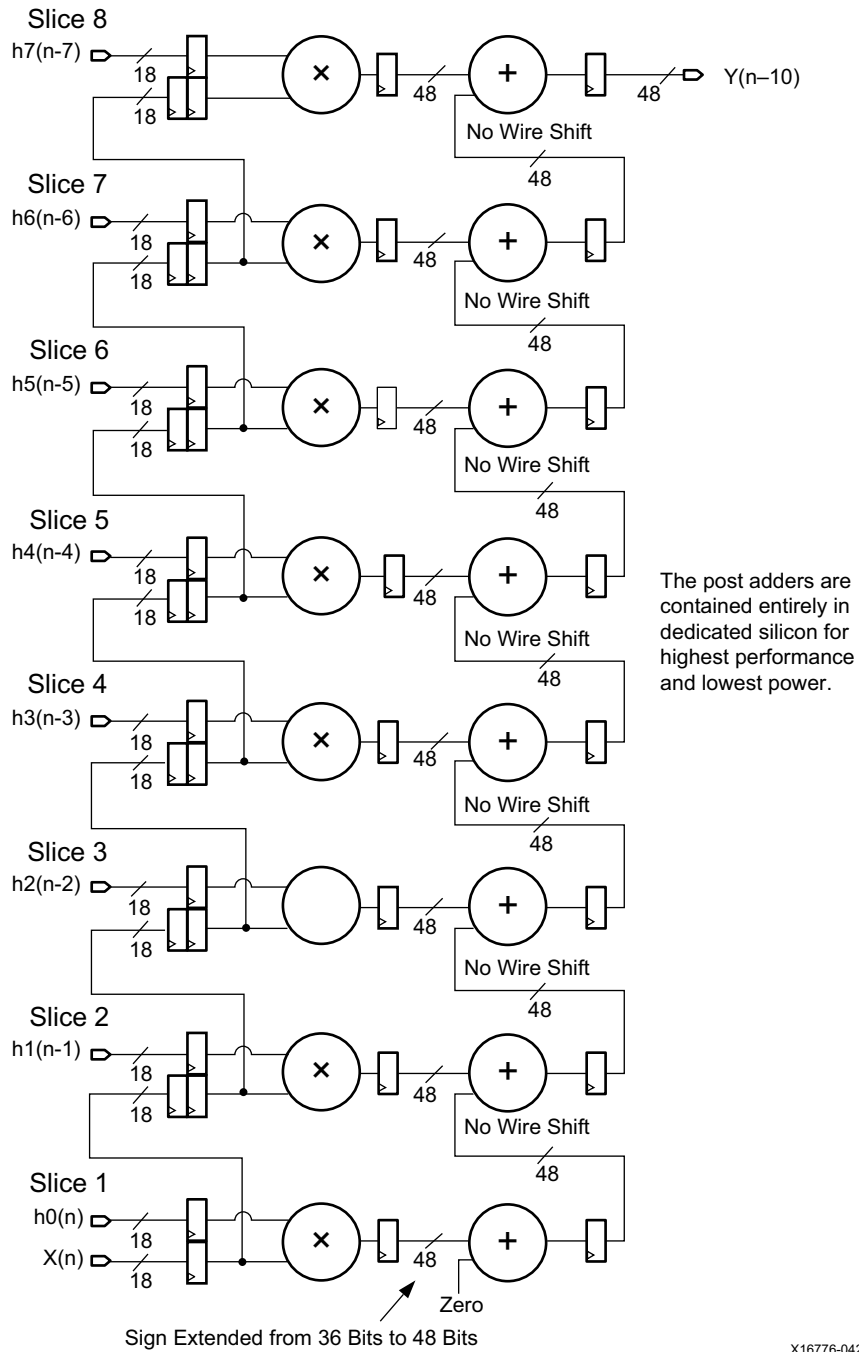 Slice 8
h7(n-7)
18
18
×
48
+
48
Y(n–10)
No Wire Shift
48
Slice 7
h6(n-6)
18
18
×
48
+
No Wire Shift
48
Slice 6
h5(n-5)
18
18
×
48
+
No Wire Shift
48
Slice 5
h4(n-4)
18
18
×
48
+
No Wire Shift
48
The post adders are
contained entirely in
dedicated silicon for
highest performance
and lowest power.
Slice 4
h3(n-3)
18
18
×
48
+
No Wire Shift
48
Slice 3
h2(n-2)
18
18
48
+
No Wire Shift
48
Slice 2
h1(n-1)
18
18
×
48
+
No Wire Shift
48
Slice 1
h0(n)
18
X(n)
18
×
48
+
Zero
Sign Extended from 36 Bits to 48 Bits